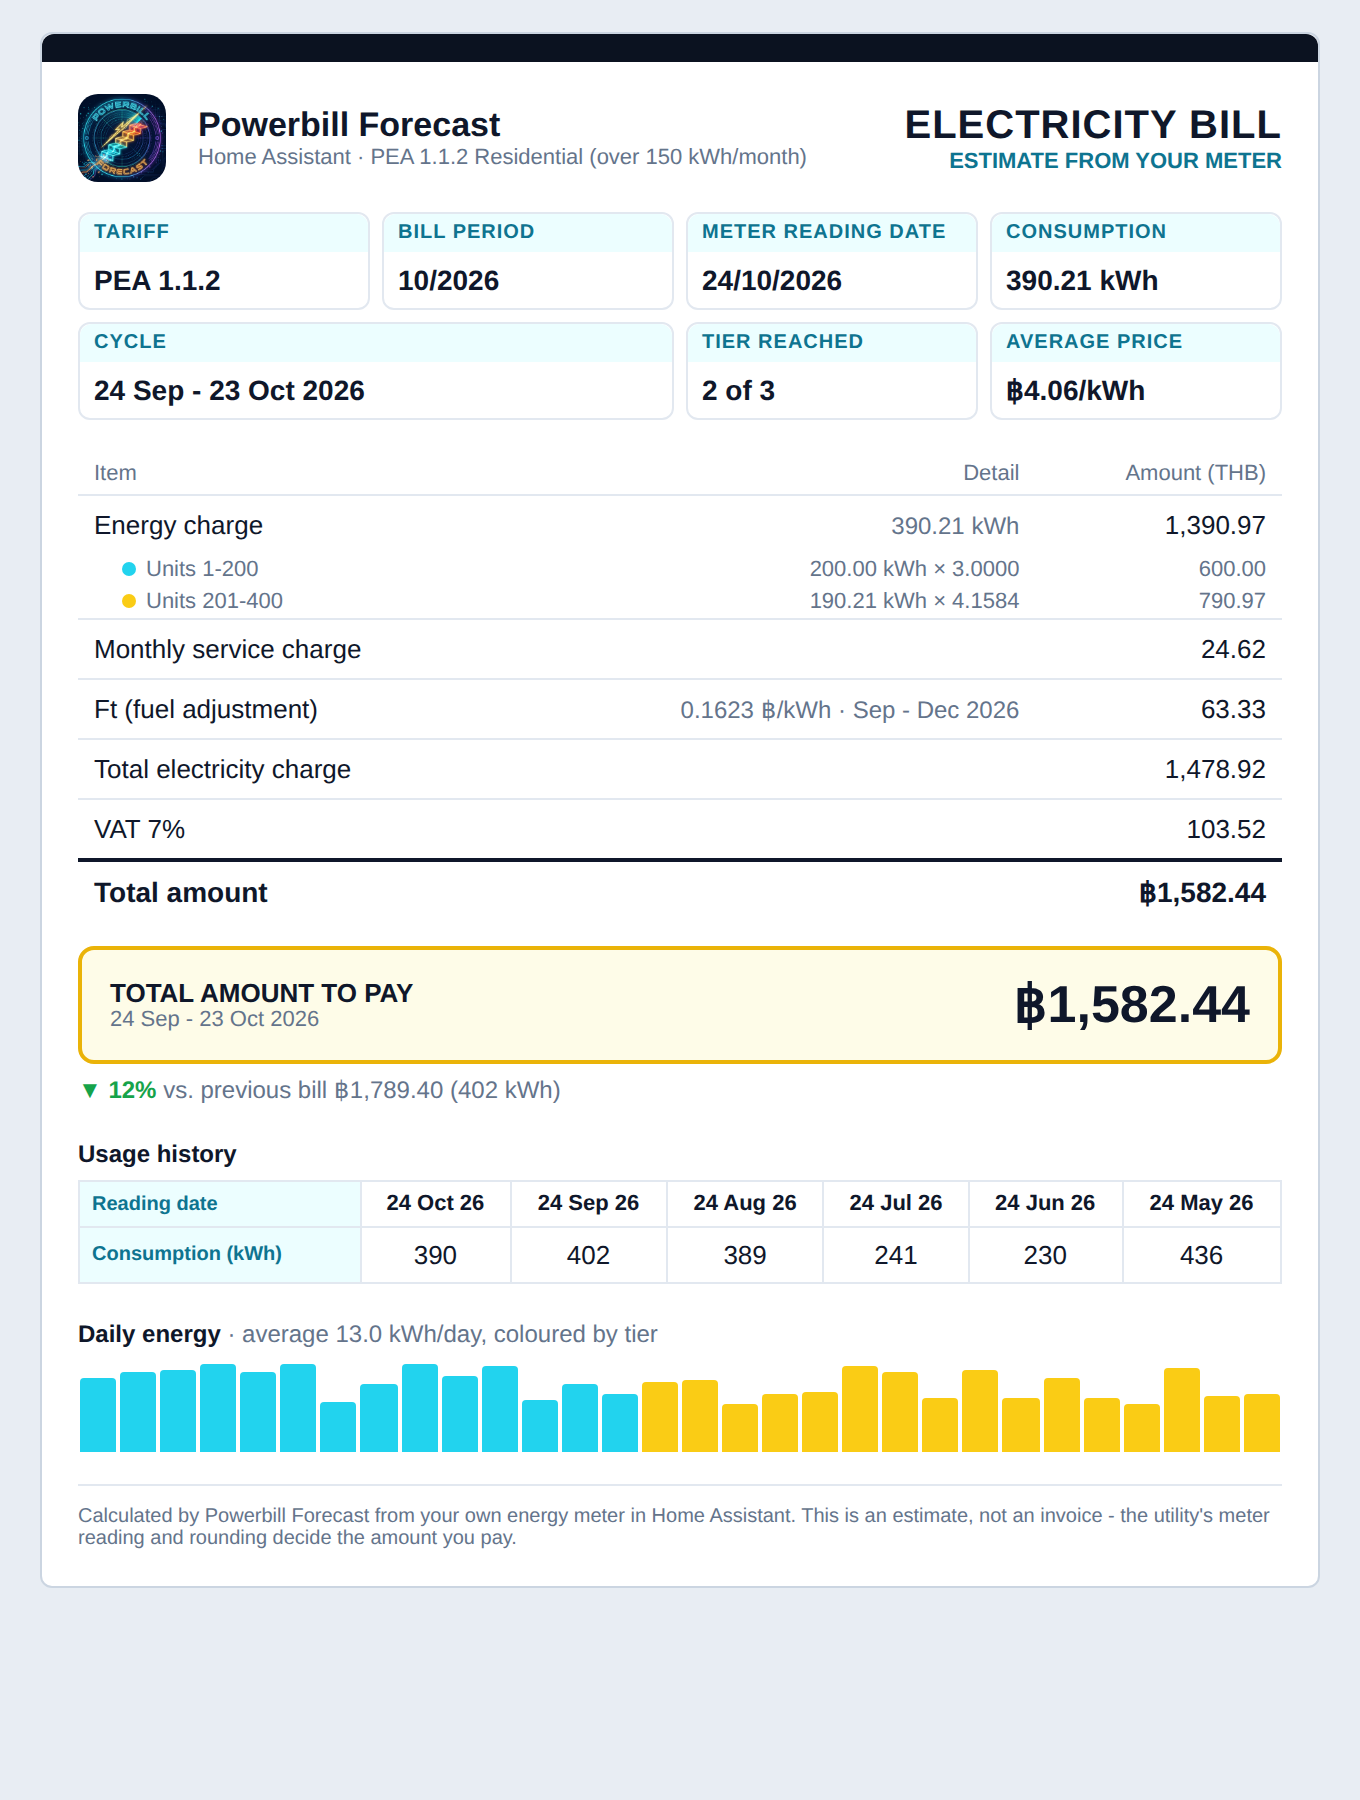 POWERBILL
FORECAST
Powerbill Forecast
Home Assistant · PEA 1.1.2 Residential (over 150 kWh/month)
ELECTRICITY BILL
ESTIMATE FROM YOUR METER
TARIFF
PEA 1.1.2
BILL PERIOD
10/2026
METER READING DATE
24/10/2026
CONSUMPTION
390.21 kWh
CYCLE
24 Sep - 23 Oct 2026
TIER REACHED
2 of 3
AVERAGE PRICE
฿4.06/kWh
Item Detail Amount (THB)
Energy charge 390.21 kWh 1,390.97
Units 1-200 200.00 kWh × 3.0000 600.00
Units 201-400 190.21 kWh × 4.1584 790.97
Monthly service charge 24.62
Ft (fuel adjustment) 0.1623 ฿/kWh · Sep - Dec 2026 63.33
Total electricity charge 1,478.92
VAT 7% 103.52
Total amount ฿1,582.44
TOTAL AMOUNT TO PAY
24 Sep - 23 Oct 2026
฿1,582.44
▼ 12% vs. previous bill ฿1,789.40 (402 kWh)
Usage history
Reading date 24 Oct 26 24 Sep 26 24 Aug 26 24 Jul 26 24 Jun 26 24 May 26
Consumption (kWh) 390 402 389 241 230 436
Daily energy · average 13.0 kWh/day, coloured by tier
Calculated by Powerbill Forecast from your own energy meter in Home Assistant. This is an estimate, not an invoice - the utility's meter
reading and rounding decide the amount you pay.